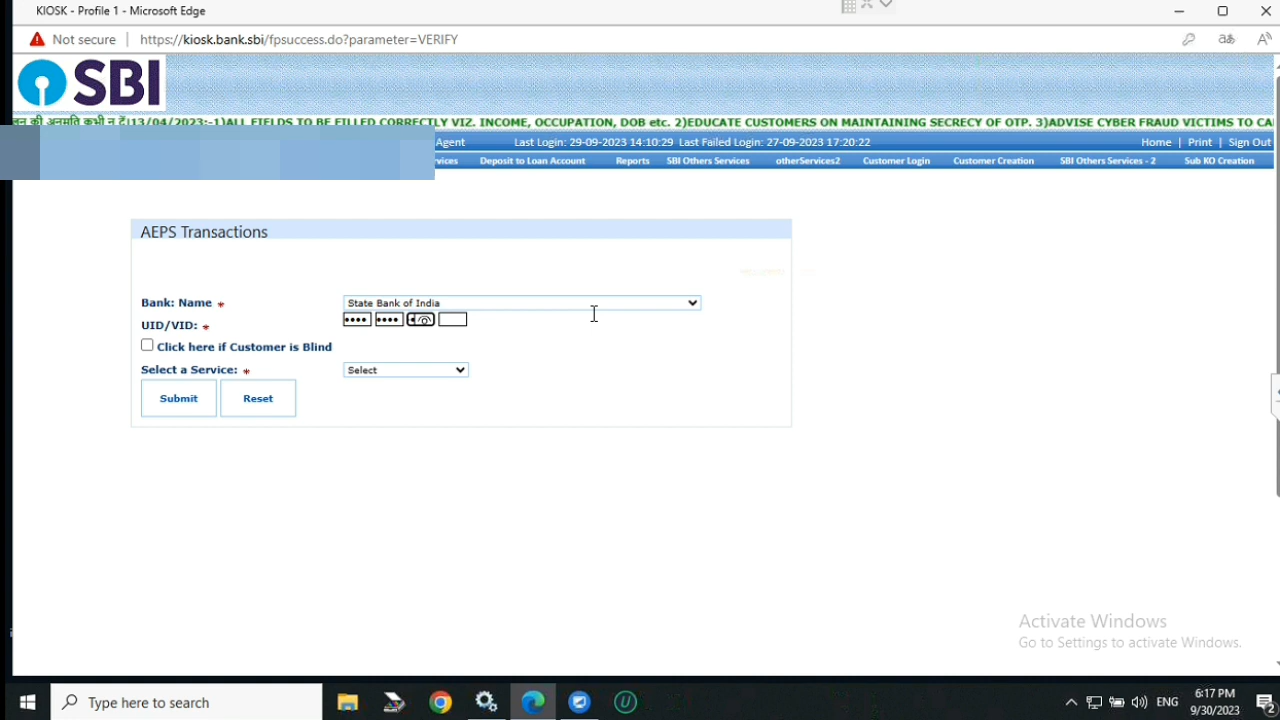 KIOSK - Profile 1 - Microsoft Edge
Not secure
https://kiosk.bank.sbi/fpsuccess.do?parameter=VERIFY
SBI
की अनुमति कभी न दें।13/04/2023:-1)ALL FIELDS TO BE FILLED CORRECTLY VIZ. INCOME, OCCUPATION, DOB etc. 2)EDUCATE CUSTOMERS ON MAINTAINING SECRECY OF OTP. 3)ADVISE CYBER FRAUD VICTIMS TO
Agent Last Login: 29-09-2023 14:10:29 Last Failed Login: 27-09-2023 17:20:22 Home | Print | Sign Out
Deposit to Loan Account Reports SBI Others Services otherServices2 Customer Login Customer Creation SBI Others Services - 2 Sub KO Creation
AEPS Transactions
Bank: Name * State Bank of India
UID/VID: *
Click here if Customer is Blind
Select a Service: * Select
Submit Reset
Activate Windows
Go to Settings to activate Windows.
Type here to search
ENG
6:17 PM
9/30/2023
2